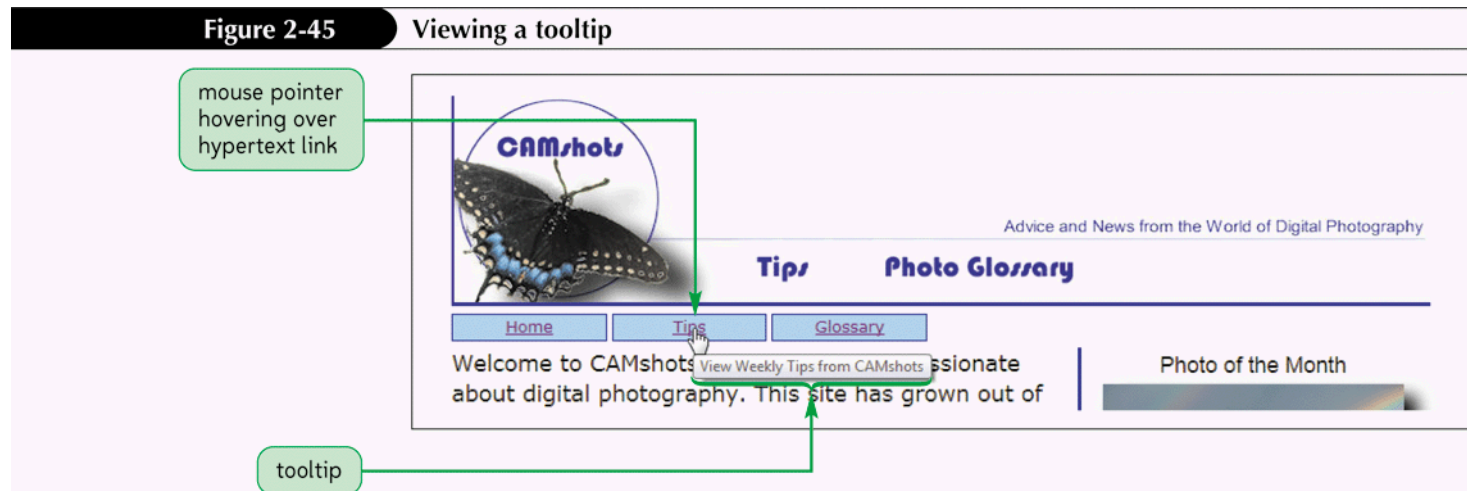 Figure 2-45 Viewing a tooltip
mouse pointer
hovering over
hypertext link
CAMshots
Advice and News from the World of Digital Photography
Tips Photo Glossary
Home Tips Glossary
Welcome to CAMshots ssionate
View Weekly Tips from CAMshots
Photo of the Month
about digital photography. This site has grown out of
tooltip